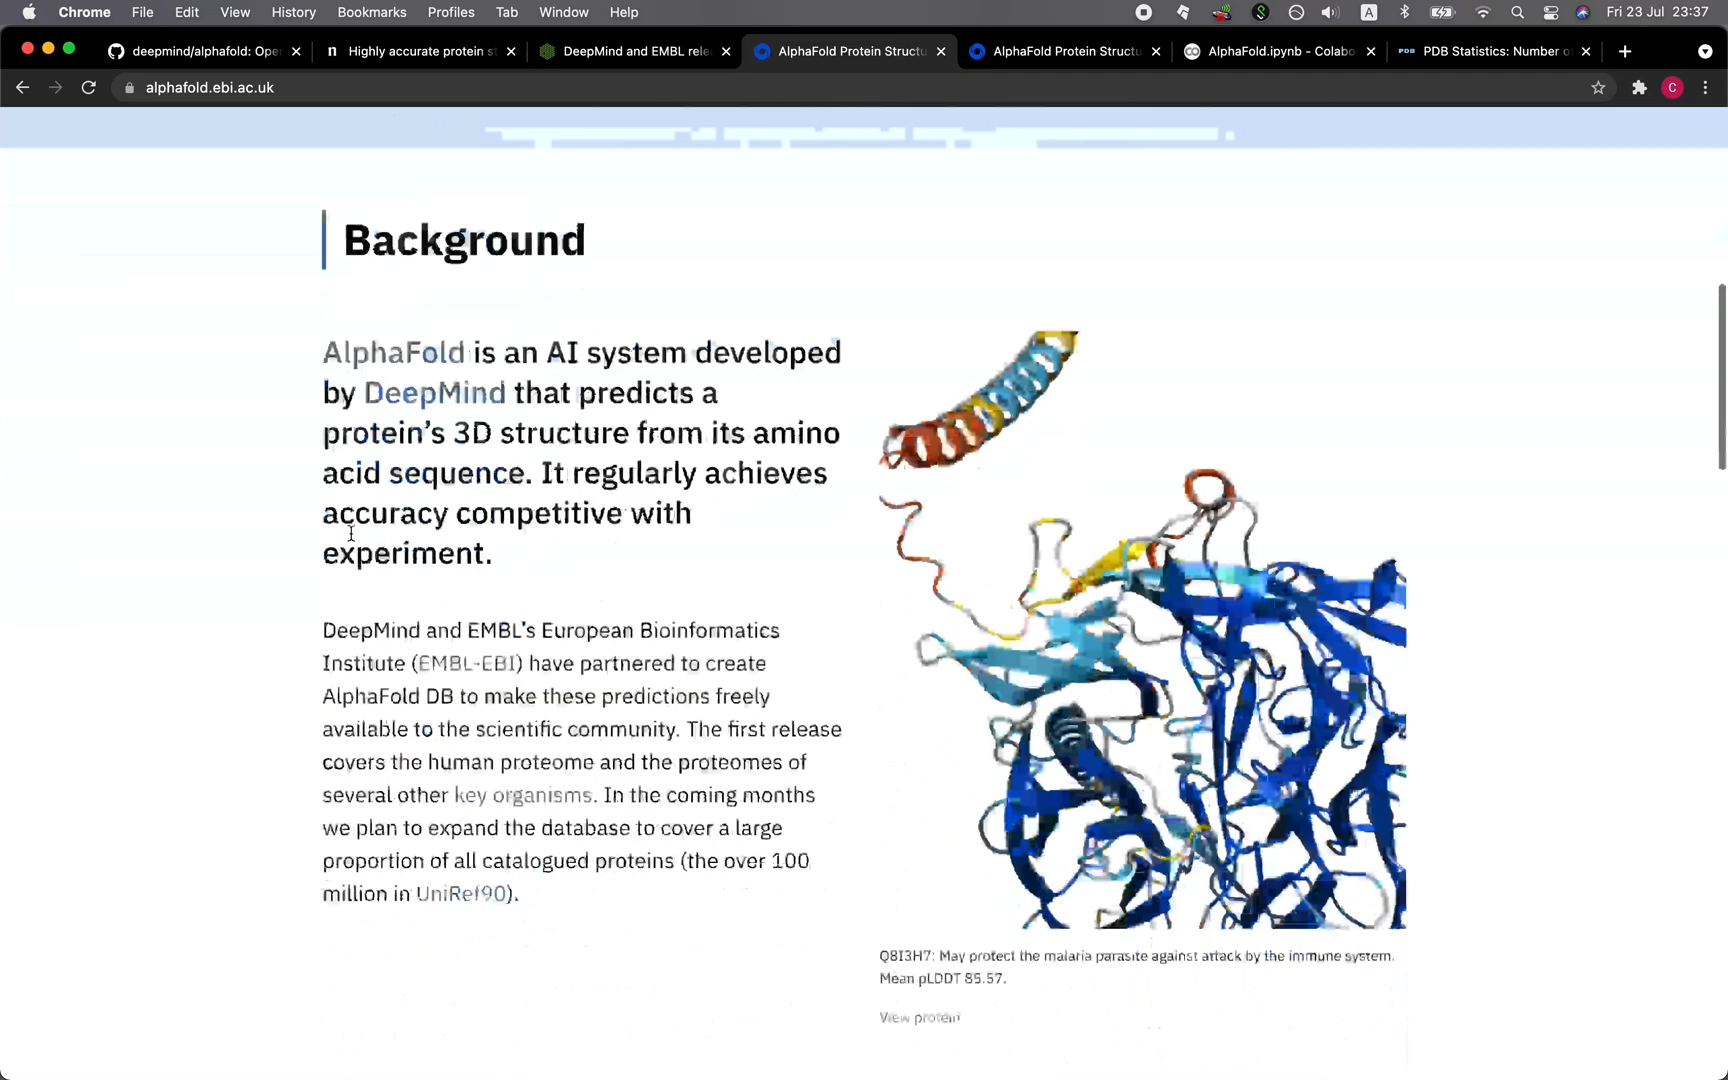 Chrome File Edit View History Bookmarks Profiles Tab Window Help
A
Fri 23 Jul 23:37
deepmind/alphafold: Ope
Highly accurate protein s
DeepMind and EMBL rele
AlphaFold Protein Structu
AlphaFold Protein Structu
AlphaFold.ipynb - Colabo
PDB PDB Statistics: Number o
alphafold.ebi.ac.uk
C
Background
AlphaFold is an AI system developed
by DeepMind that predicts a
protein's 3D structure from its amino
acid sequence. It regularly achieves
accuracy competitive with
experiment.
DeepMind and EMBL's European Bioinformatics
Institute (EMBL-EBI) have partnered to create
AlphaFold DB to make these predictions freely
available to the scientific community. The first release
covers the human proteome and the proteomes of
several other key organisms. In the coming months
we plan to expand the database to cover a large
proportion of all catalogued proteins (the over 100
million in UniRef90).
Q8I3H7: May protect the malaria parasite against attack by the immune system.
Mean pLDDT 85.57.
View protein